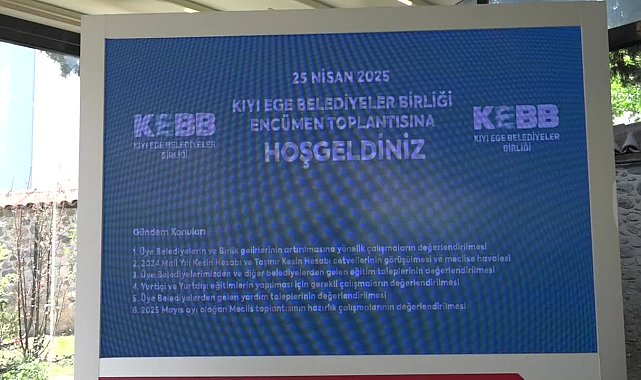 25 NİSAN 2025
KIYI EGE BELEDİYELER BİRLİĞİ
ENCÜMEN TOPLANTISINA
HOŞGELDİNİZ
KEBB
KIYI EGE BELEDİYELER
BİRLİĞİ
KEBB
KIYI EGE BELEDİYELER
BİRLİĞİ
Gündem Konuları
1. Üye Belediyelerin ve Birlik gelirlerinin artırılmasına yönelik çalışmaların değerlendirilmesi
2. 2024 Mali Yılı Kesin Hesabı ve Taşınır Kesin Hesabı cetvellerinin görüşülmesi ve meclise havalesi
3. Üye Belediyelerimizden ve diğer belediyelerden gelen eğitim taleplerinin değerlendirilmesi
4. Yurtiçi ve Yurtdışı eğitimlerin yapılması için gerekli çalışmaların değerlendirilmesi
5. Üye Belediyelerden gelen yardım taleplerinin değerlendirilmesi
6. 2025 Mayıs ayı olağan Meclis toplantısının hazırlık çalışmalarının değerlendirilmesi